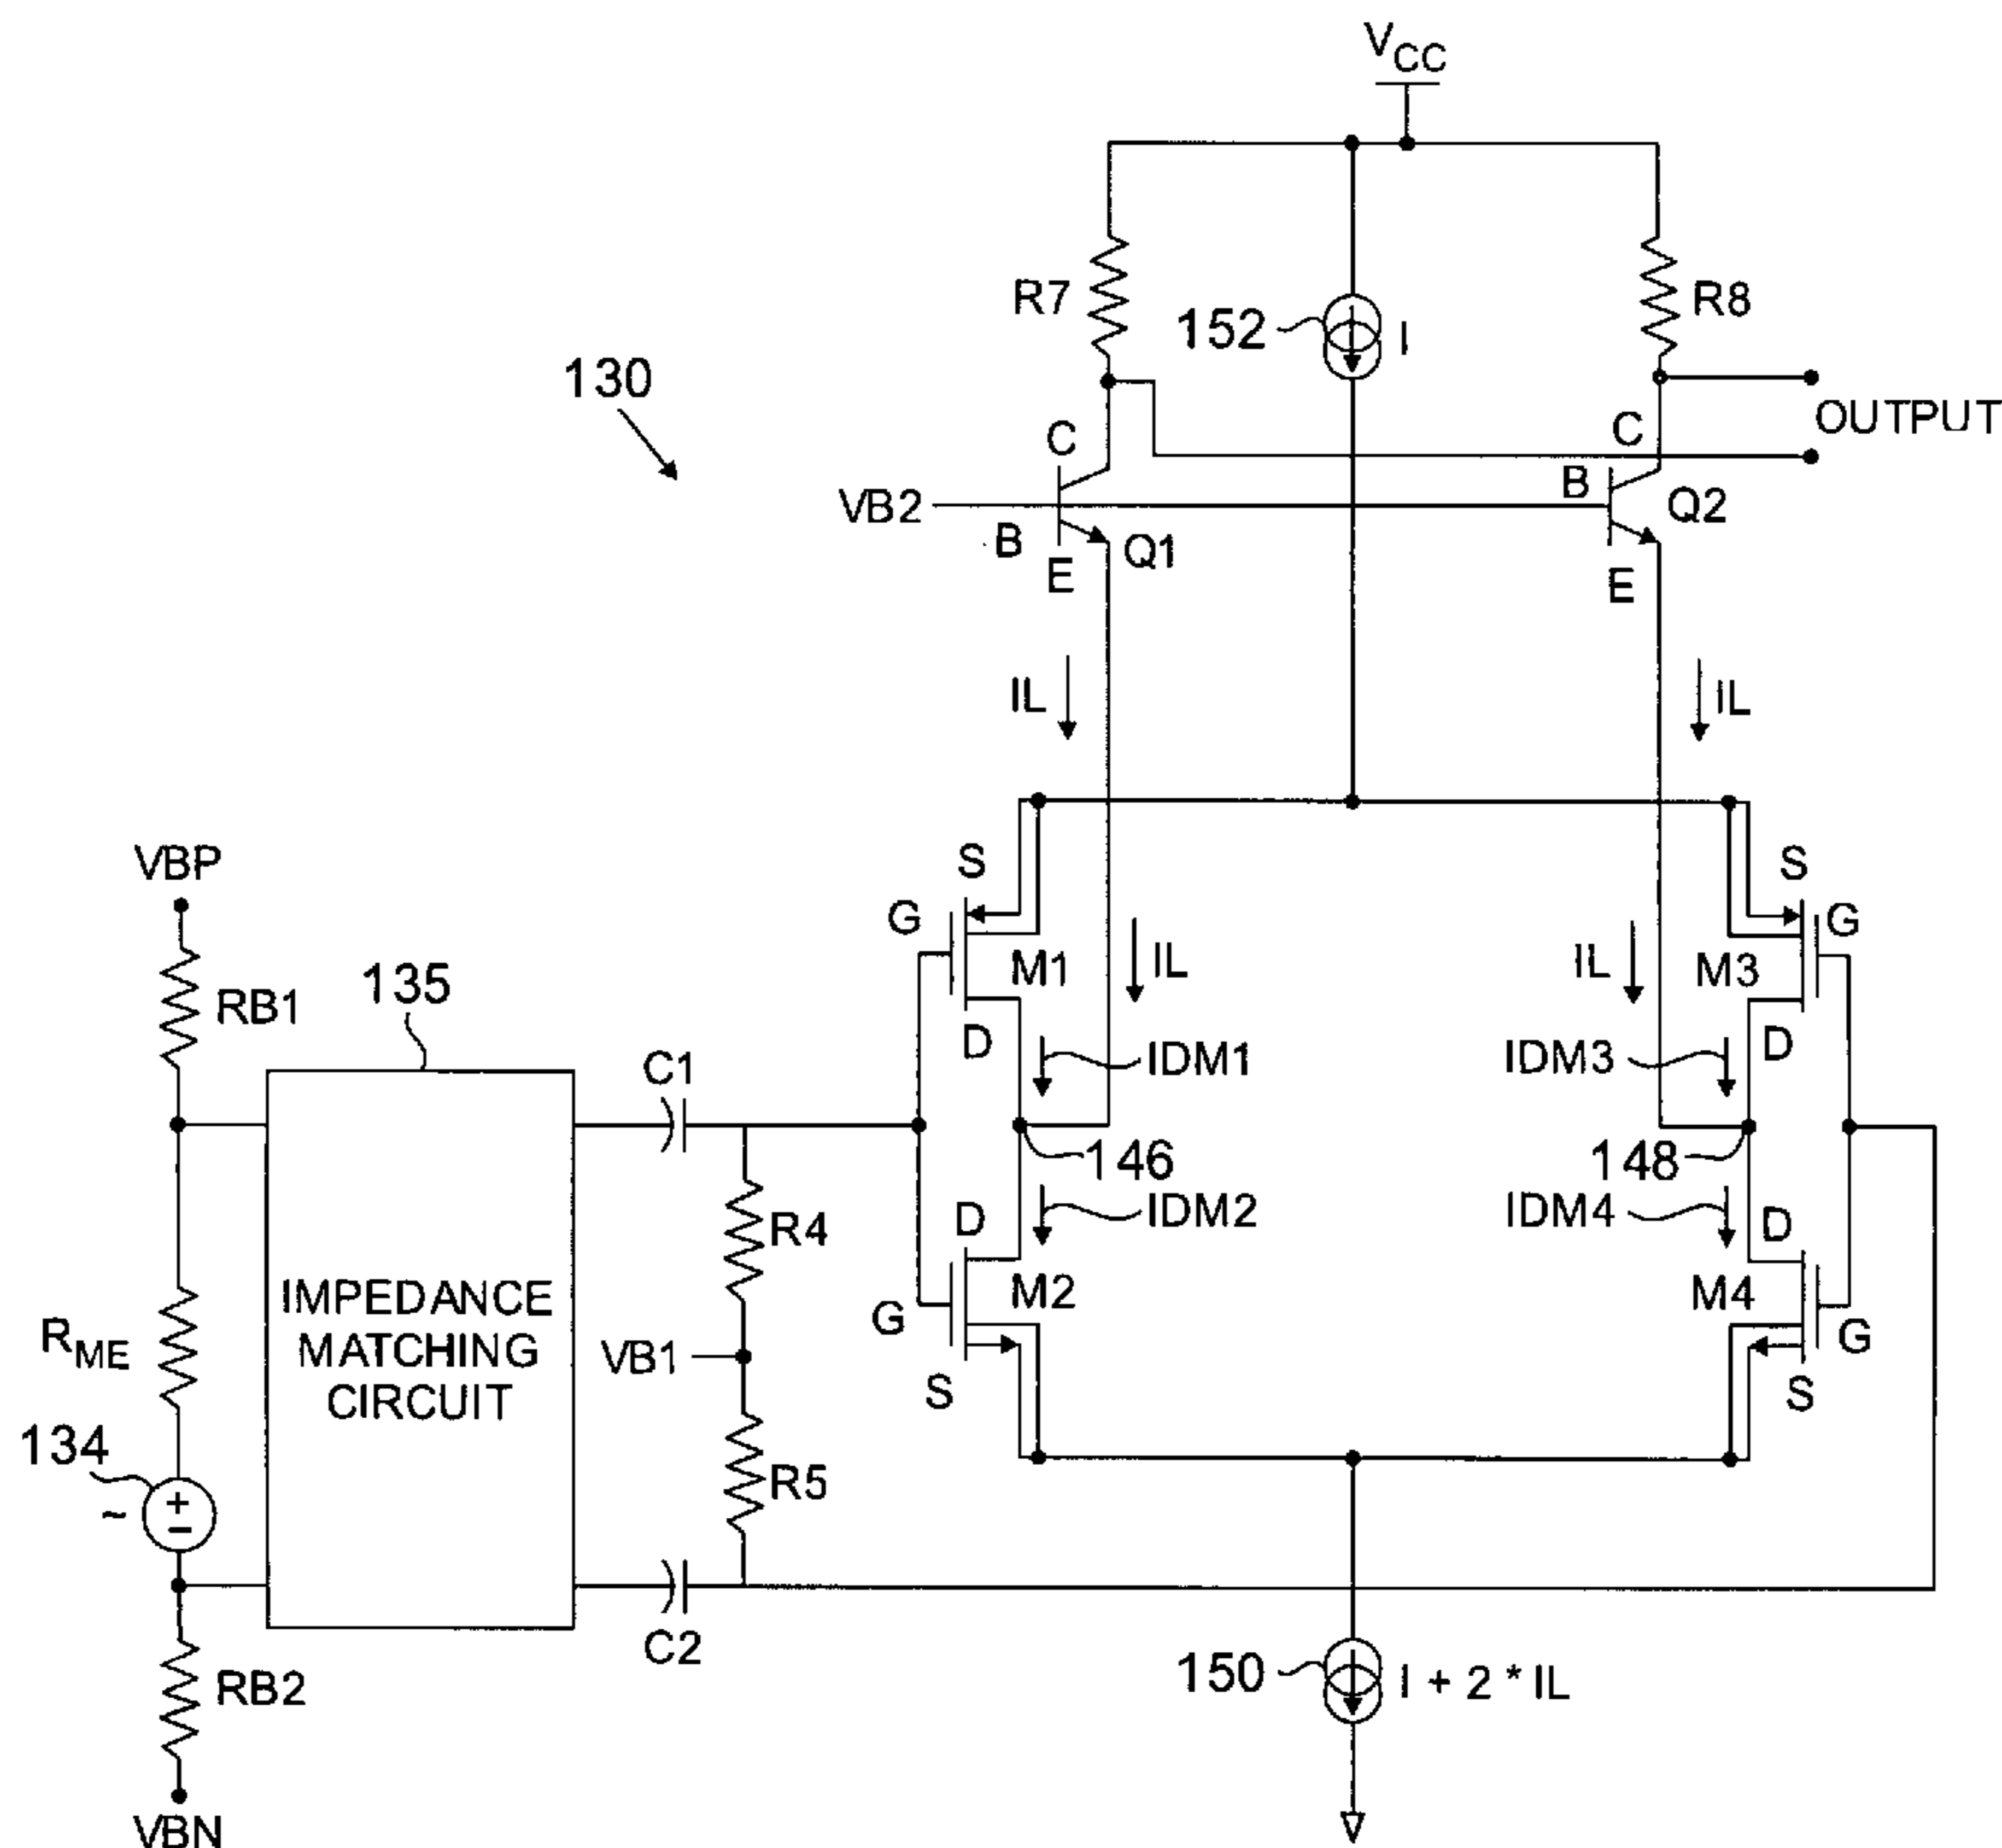 VCC
R7
152
I
R8
130
OUTPUT
C
C
VB2
B
Q2
B
Q1
E
E
IL
IL
VBP
S
S
G
G
M1
IL
IL
M3
135
RB1
D
D
C1
IDM1
IDM3
146
148
R4
D
IDM2
IDM4
D
IMPEDANCE
MATCHING
CIRCUIT
M2
M4
G
G
RME
VB1
S
S
134
+
~
−
R5
C2
150
I + 2 * IL
RB2
VBN